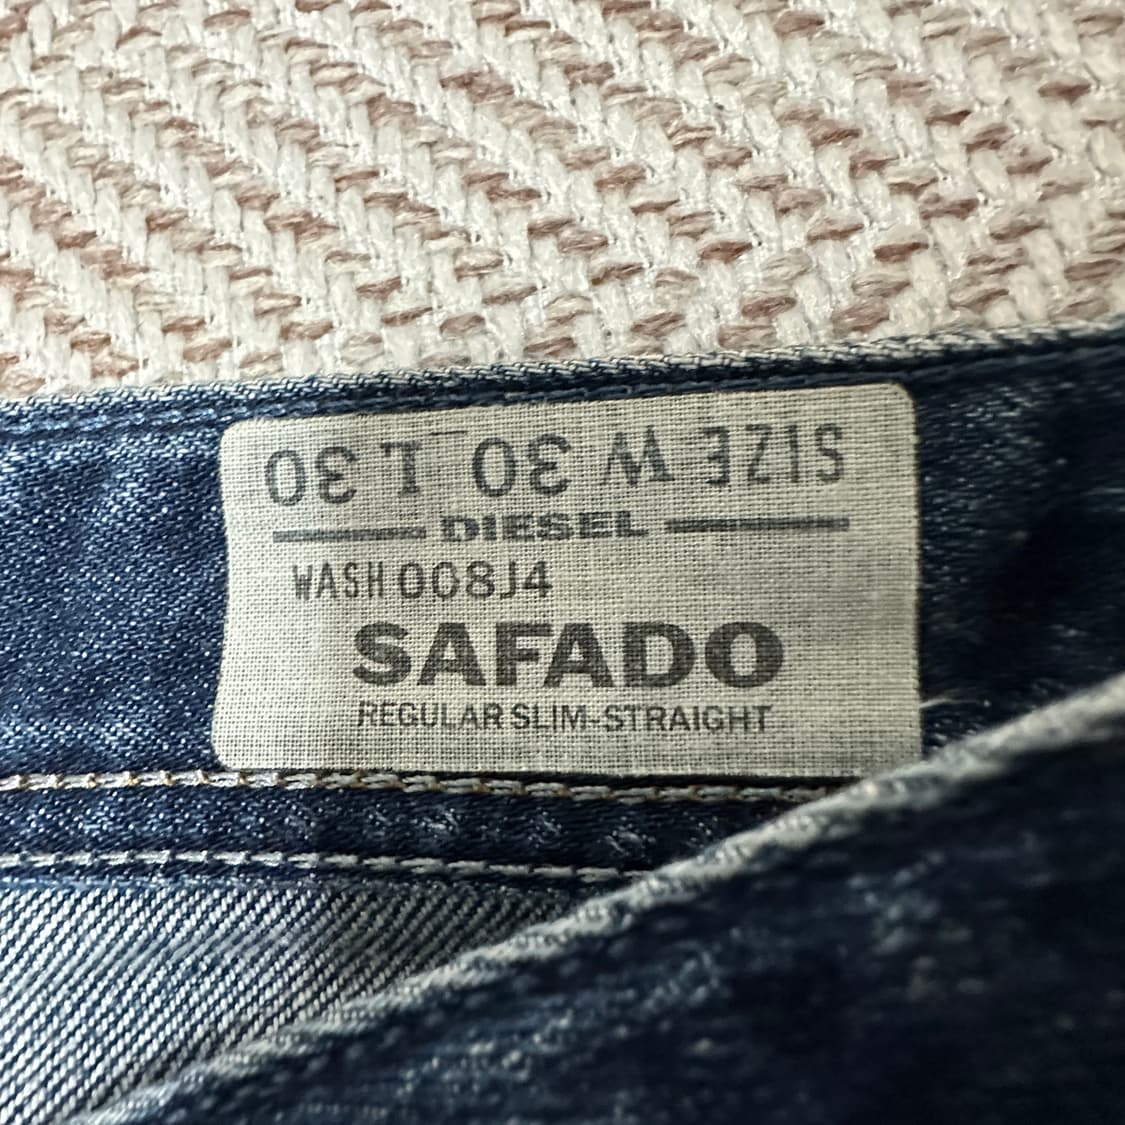 SIZE W 30 L 30
DIESEL
WASH 008J4
SAFADO
REGULAR SLIM-STRAIGHT